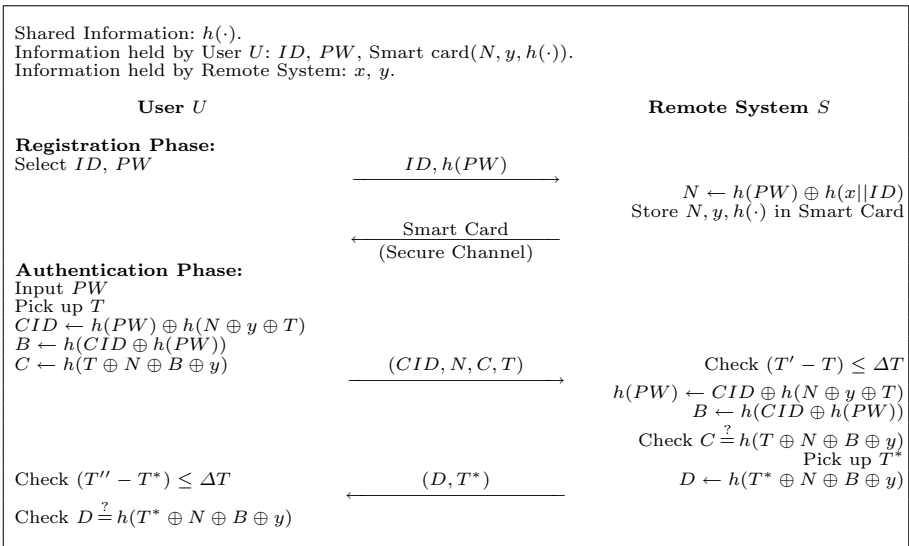 Shared Information: h(·).
Information held by User U: ID, PW, Smart card(N, y, h(·)).
Information held by Remote System: x, y.
User U Remote System S
Registration Phase:
Select ID, PW ID, h(PW)
N ← h(PW) ⊕ h(x||ID)
Store N, y, h(·) in Smart Card
Smart Card
(Secure Channel)
Authentication Phase:
Input PW
Pick up T
CID ← h(PW) ⊕ h(N ⊕ y ⊕ T)
B ← h(CID ⊕ h(PW))
C ← h(T ⊕ N ⊕ B ⊕ y) (CID, N, C, T) Check (T′ − T) ≤ ΔT
h(PW) ← CID ⊕ h(N ⊕ y ⊕ T)
B ← h(CID ⊕ h(PW))
Check C ≟ h(T ⊕ N ⊕ B ⊕ y)
Pick up T*
Check (T″ − T*) ≤ ΔT (D, T*) D ← h(T* ⊕ N ⊕ B ⊕ y)
Check D ≟ h(T* ⊕ N ⊕ B ⊕ y)